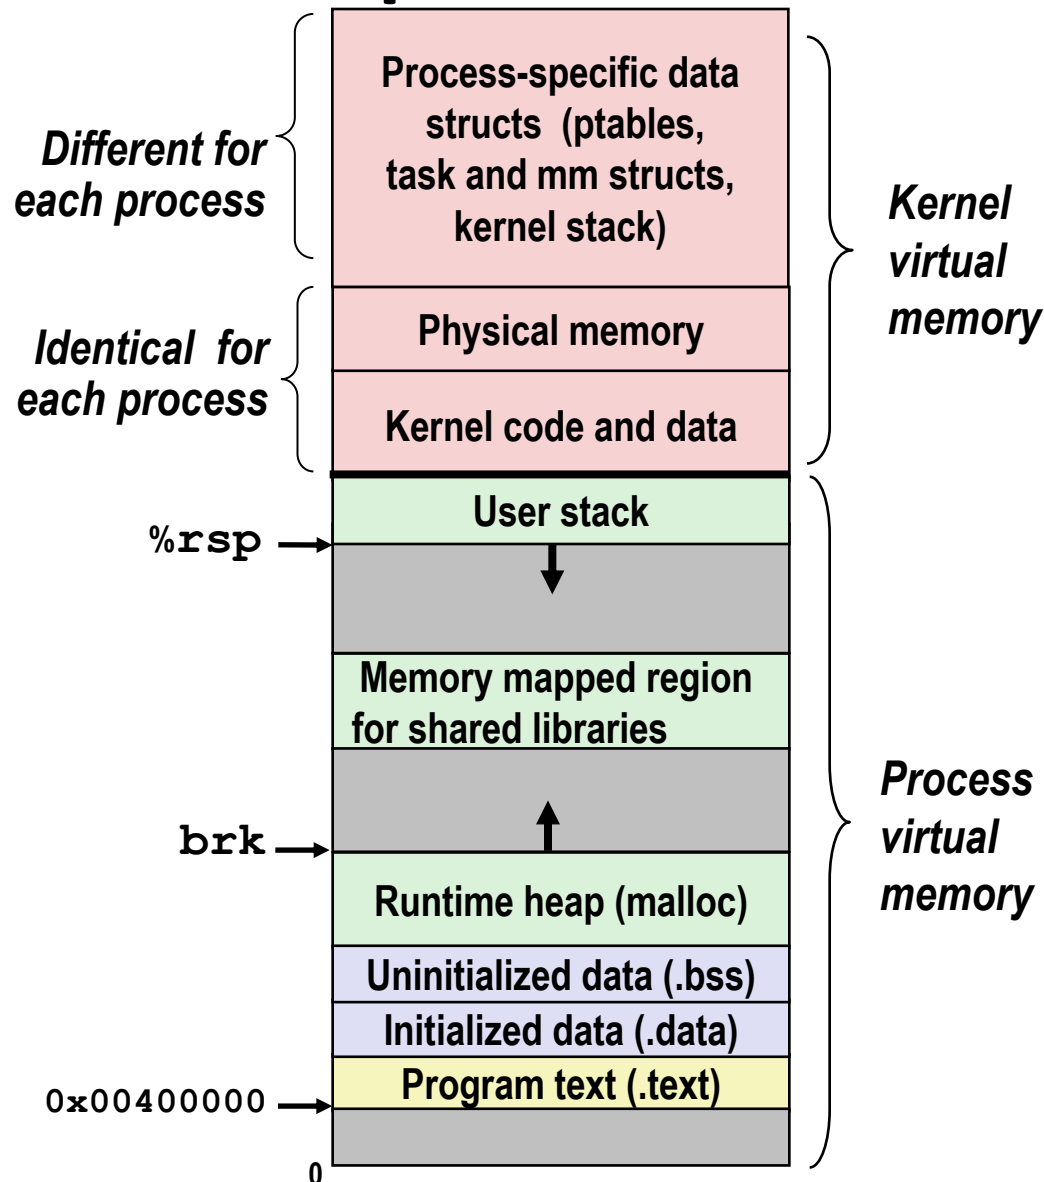 Process-specific data
structs (ptables,
task and mm structs,
kernel stack)
Different for
each process
Kernel
virtual
memory
Physical memory
Identical for
each process
Kernel code and data
User stack
%rsp
Memory mapped region
for shared libraries
Process
virtual
memory
brk
Runtime heap (malloc)
Uninitialized data (.bss)
Initialized data (.data)
Program text (.text)
0x00400000
0